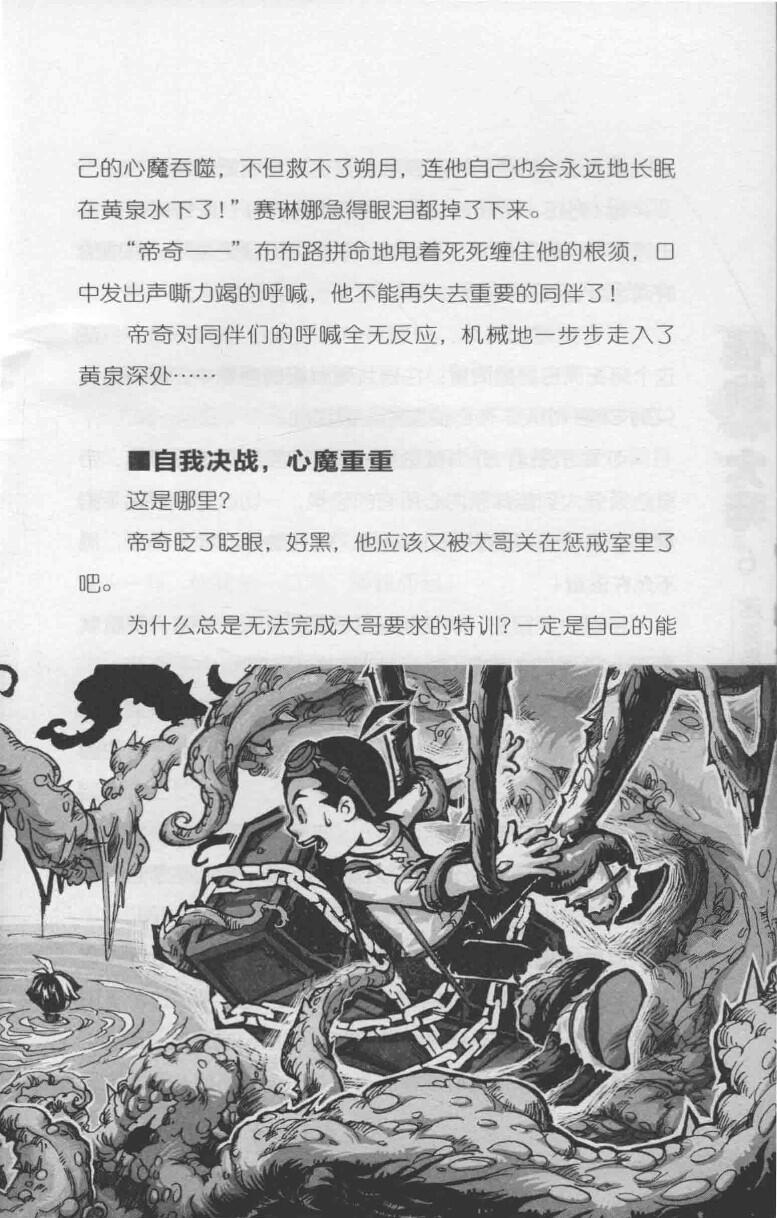 己的心魔吞噬，不但救不了朔月，连他自己也会永远地长眠
在黄泉水下了！”赛琳娜急得眼泪都掉了下来。
“帝奇——”布布路拼命地甩着死死缠住他的根须，口
中发出声嘶力竭的呼喊，他不能再失去重要的同伴了！
帝奇对同伴们的呼喊全无反应，机械地一步步走入了
黄泉深处……
自我决战，心魔重重
这是哪里？
帝奇眨了眨眼，好黑，他应该又被大哥关在惩戒室里了
吧。
为什么总是无法完成大哥要求的特训？一定是自己的能